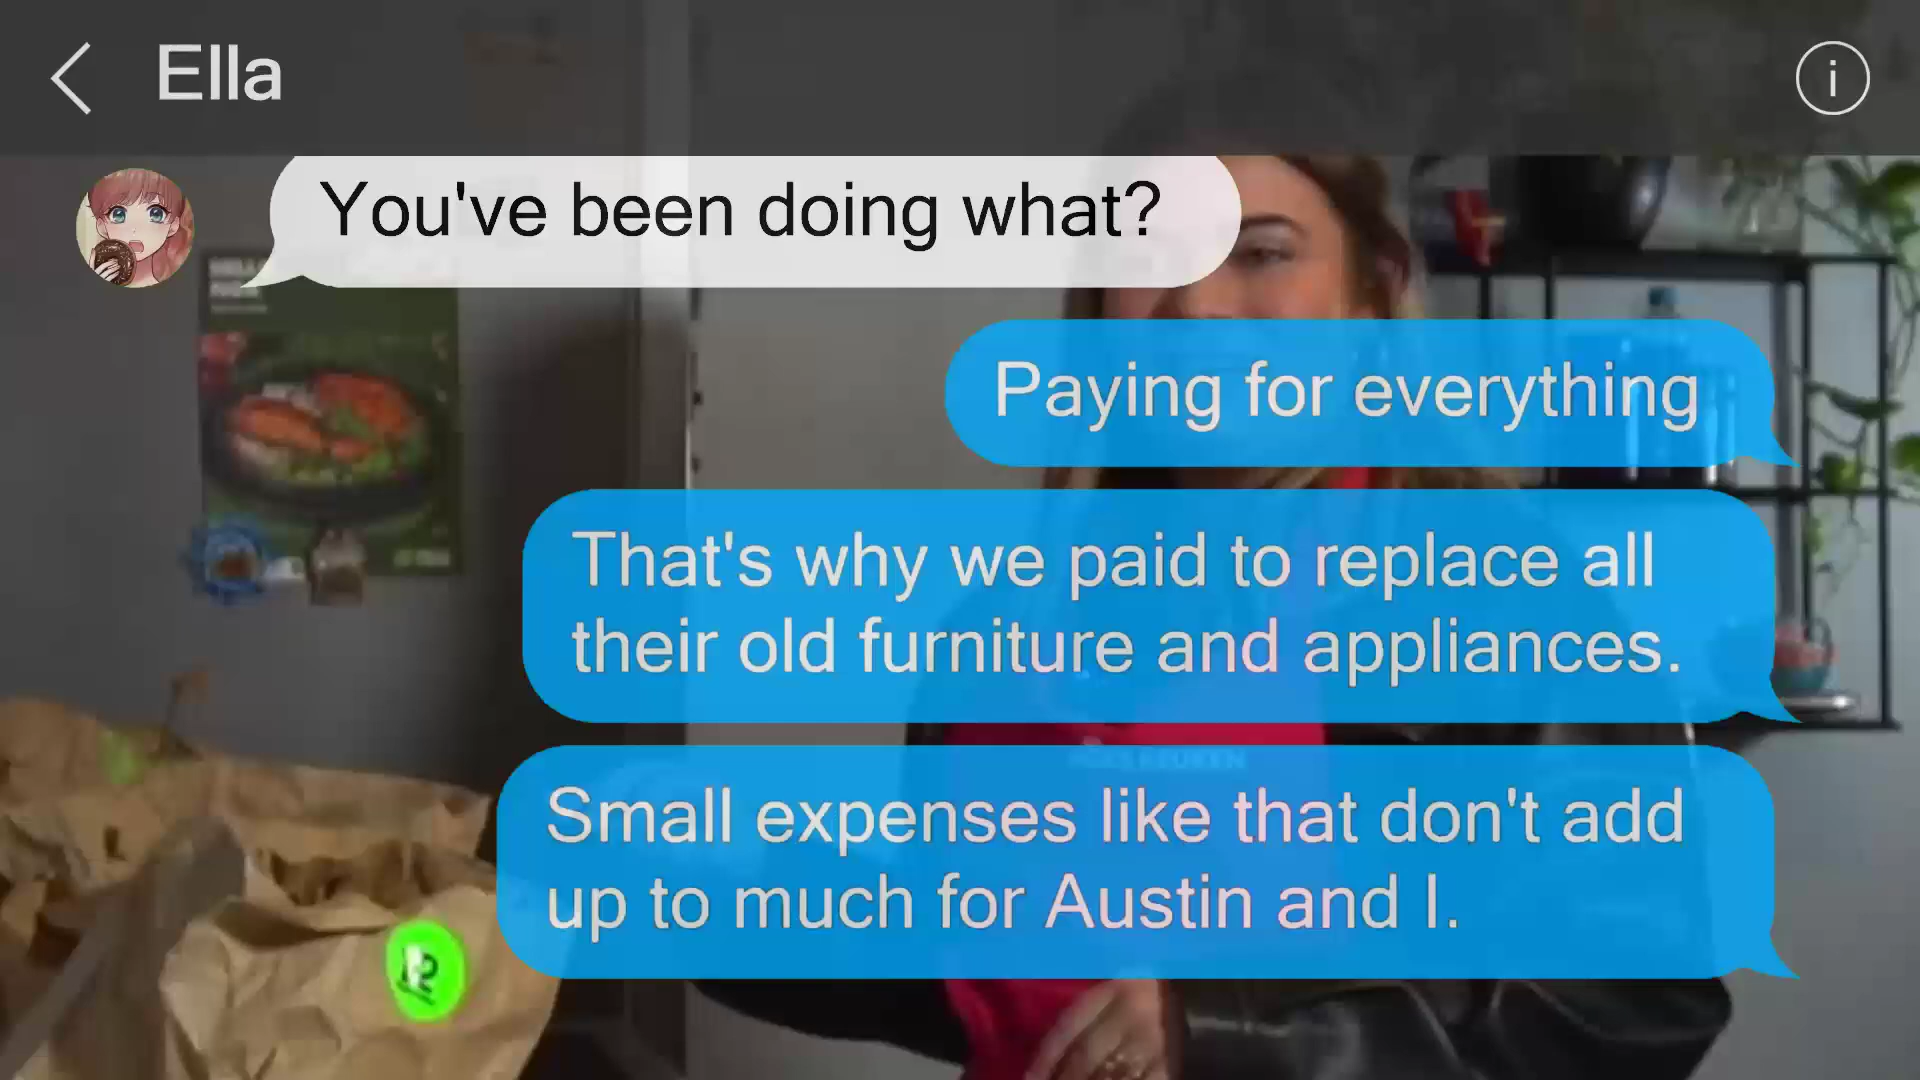 Ella
i
You've been doing what?
Paying for everything
That's why we paid to replace all
their old furniture and appliances.
Small expenses like that don't add
up to much for Austin and I.
12